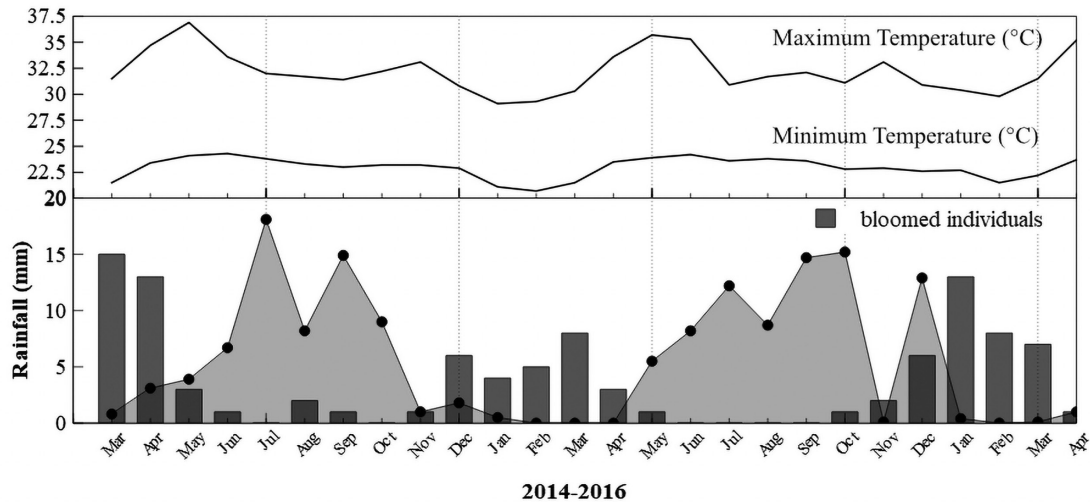 37.5
35
32.5
30
27.5
25
22.5
20
Maximum Temperature (°C)
Minimum Temperature (°C)
Rainfall (mm)
15
10
5
0
bloomed individuals
Mar Apr May Jun Jul Aug Sep Oct Nov Dec Jan Feb Mar Apr May Jun Jul Aug Sep Oct Nov Dec Jan Feb Mar Apr
2014-2016